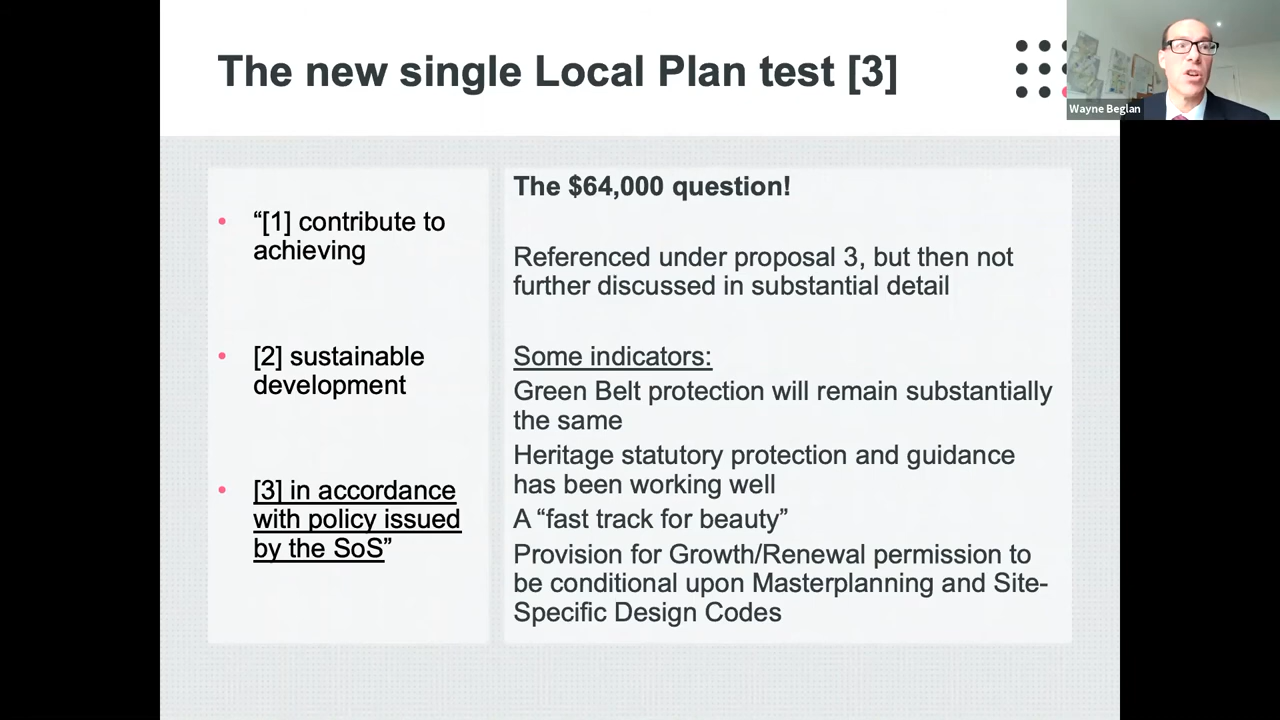 The new single Local Plan test [3]
Wayne Beglan
“[1] contribute to
achieving
[2] sustainable
development
[3] in accordance
with policy issued
by the SoS”
The $64,000 question!
Referenced under proposal 3, but then not
further discussed in substantial detail
Some indicators:
Green Belt protection will remain substantially
the same
Heritage statutory protection and guidance
has been working well
A “fast track for beauty”
Provision for Growth/Renewal permission to
be conditional upon Masterplanning and Site-
Specific Design Codes